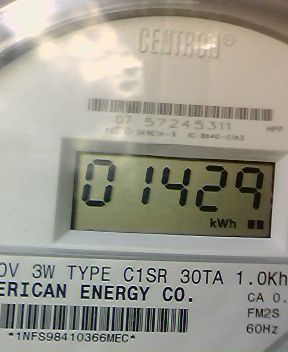 CENTRON®
07 57245311
01429
kWh
0V 3W TYPE C1SR 30TA 1.0Kh
ERICAN ENERGY CO.
CA 0.
FM2S
60Hz
*1NFS98410366MEC*